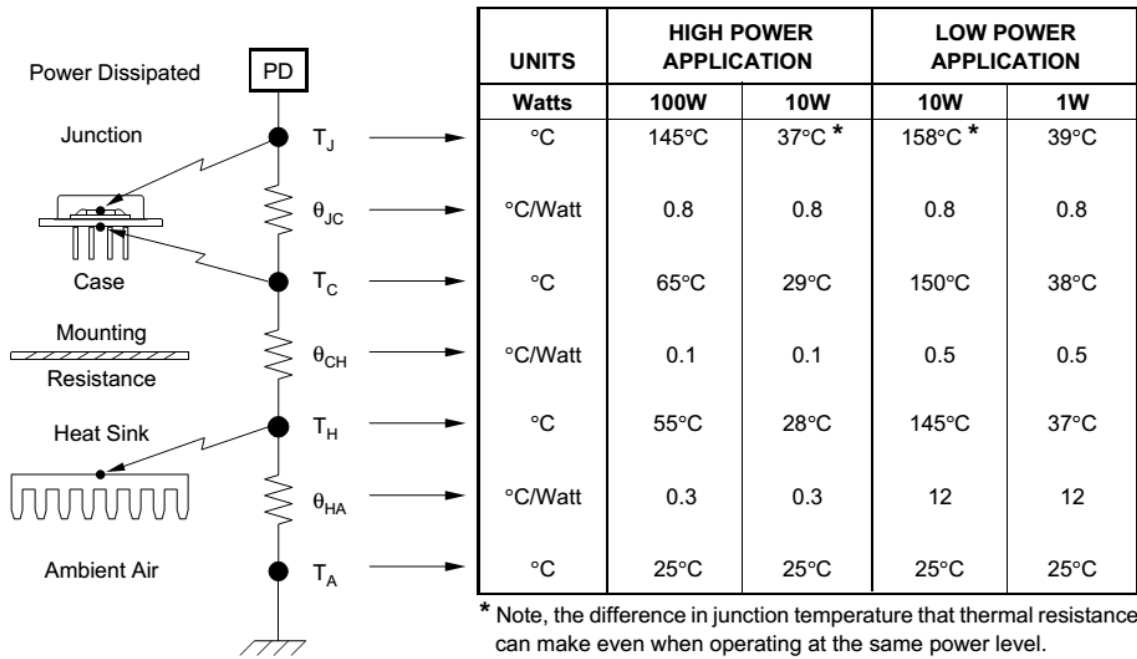 Power Dissipated
PD
Junction
T_J
θ_JC
Case
T_C
Mounting
Resistance
θ_CH
Heat Sink
T_H
θ_HA
Ambient Air
T_A
UNITS HIGH POWER APPLICATION LOW POWER APPLICATION
Watts 100W 10W 10W 1W
°C 145°C 37°C * 158°C * 39°C
°C/Watt 0.8 0.8 0.8 0.8
°C 65°C 29°C 150°C 38°C
°C/Watt 0.1 0.1 0.5 0.5
°C 55°C 28°C 145°C 37°C
°C/Watt 0.3 0.3 12 12
°C 25°C 25°C 25°C 25°C
* Note, the difference in junction temperature that thermal resistance
can make even when operating at the same power level.